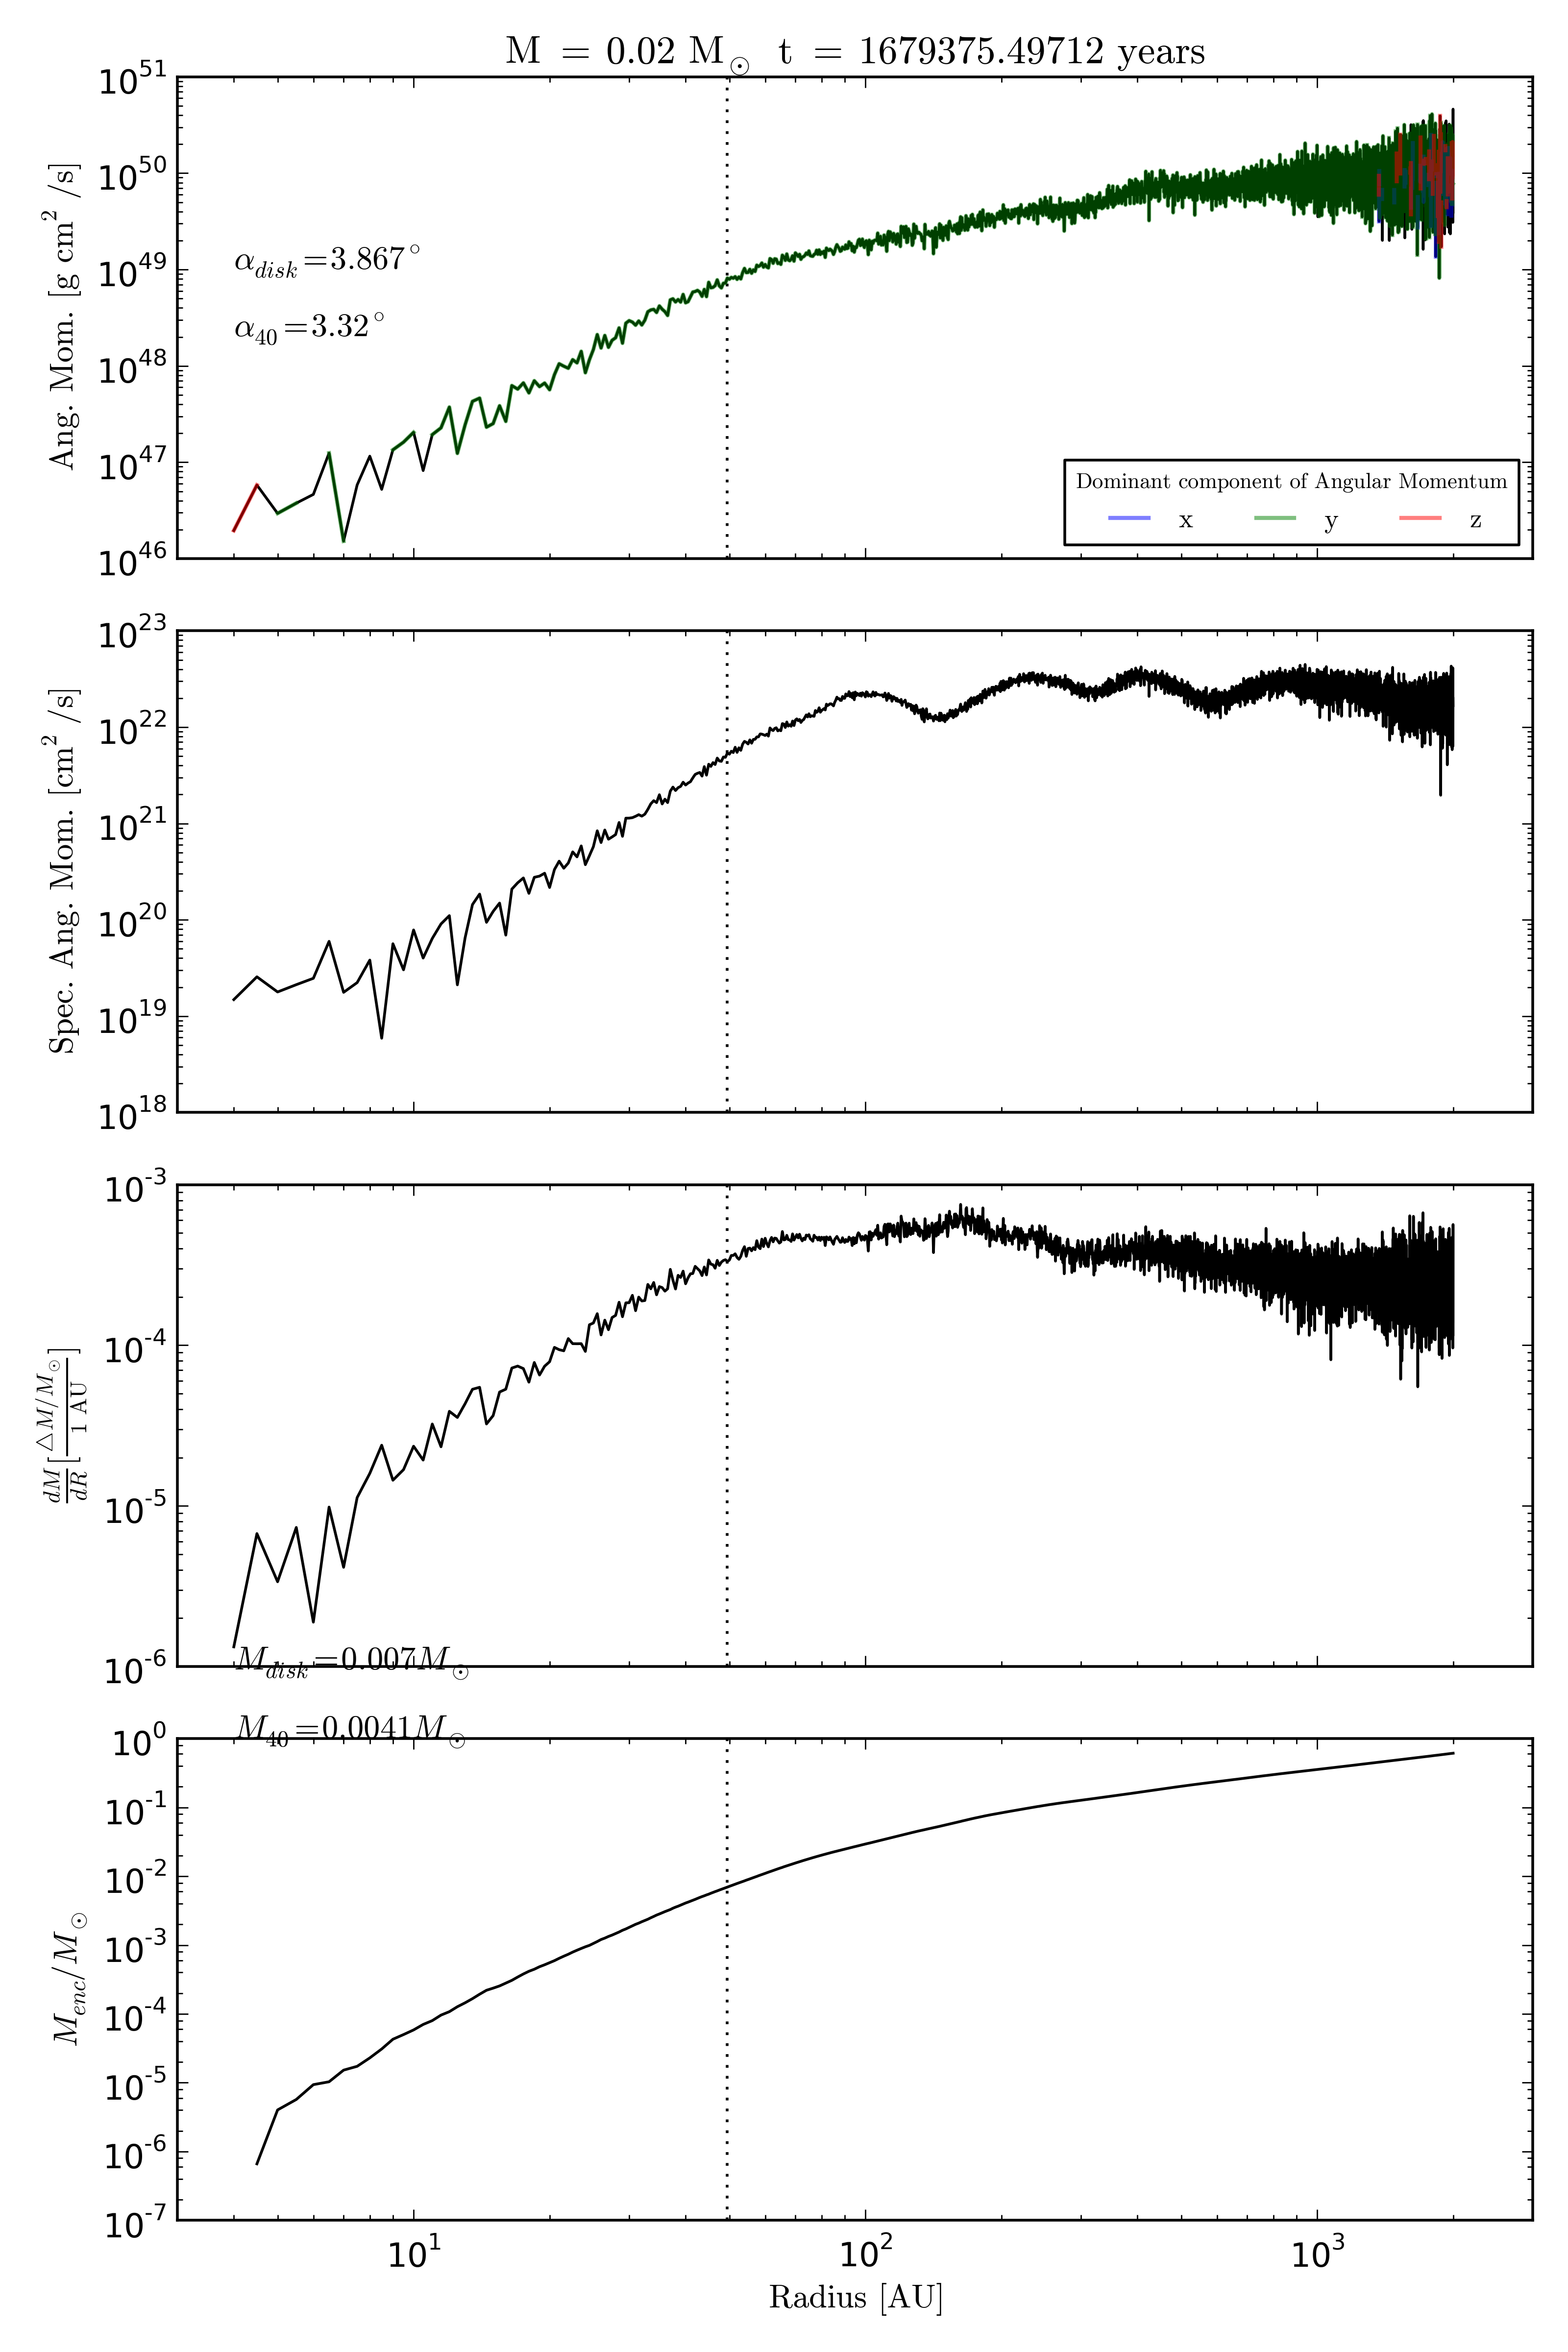 M = 0.02 M⊙ t = 1679375.49712 years
10^51
10^50
10^49
10^48
10^47
10^46
Ang. Mom. [g cm^2 /s]
α_disk=3.867°
α_40=3.32°
Dominant component of Angular Momentum
x y z
10^23
10^22
10^21
10^20
10^19
10^18
Spec. Ang. Mom. [cm^2 /s]
10^-3
10^-4
10^-5
10^-6
dM/dR [△M/M⊙ / 1 AU]
M_disk=0.007M⊙
M_40=0.0041M⊙
10^0
10^-1
10^-2
10^-3
10^-4
10^-5
10^-6
10^-7
M_enc/M⊙
10^1 10^2 10^3
Radius [AU]